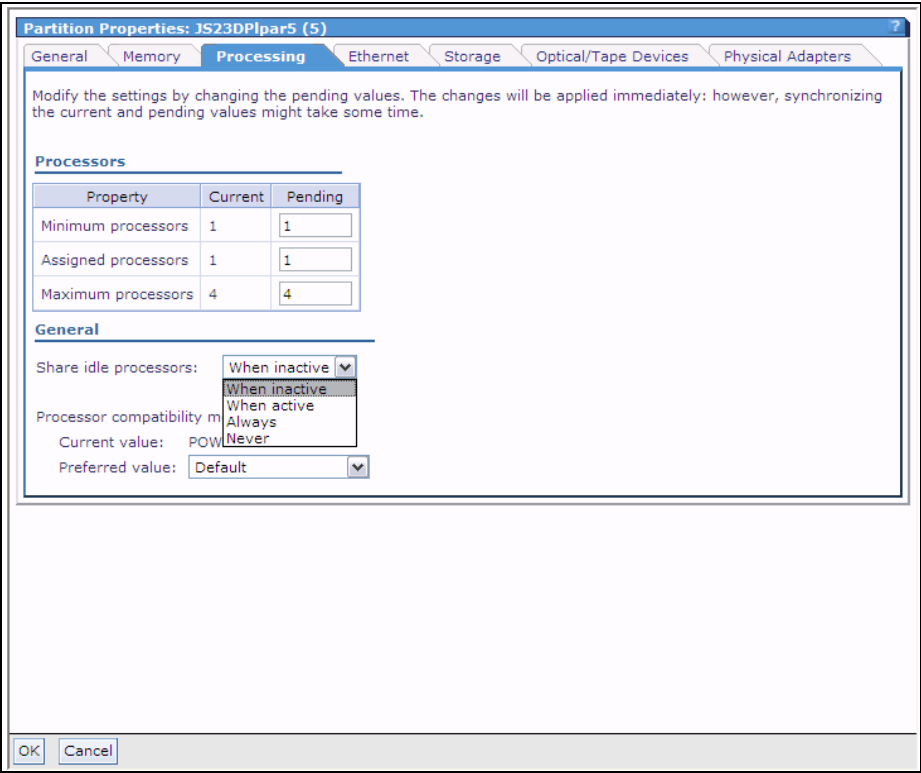 Partition Properties: JS23DPlpar5 (5) ?
General Memory Processing Ethernet Storage Optical/Tape Devices Physical Adapters
Modify the settings by changing the pending values. The changes will be applied immediately: however, synchronizing
the current and pending values might take some time.
Processors
Property Current Pending
Minimum processors 1 1
Assigned processors 1 1
Maximum processors 4 4
General
Share idle processors: When inactive
When inactive
When active
Always
Never
Processor compatibility m
Current value: POW
Preferred value: Default
OK Cancel